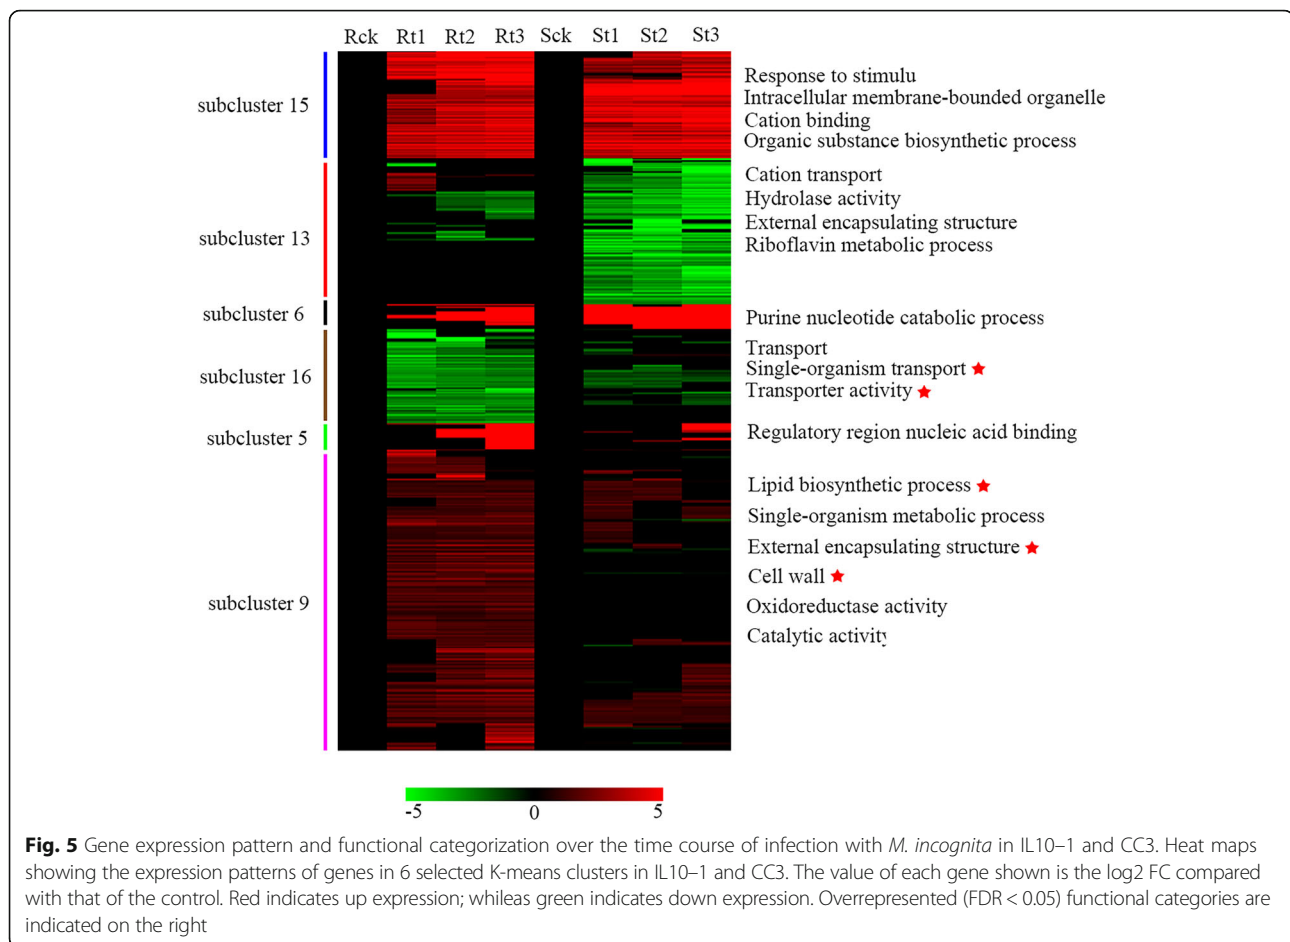 Rck Rt1 Rt2 Rt3 Sck St1 St2 St3
subcluster 15
Response to stimulu
Intracellular membrane-bounded organelle
Cation binding
Organic substance biosynthetic process
subcluster 13
Cation transport
Hydrolase activity
External encapsulating structure
Riboflavin metabolic process
subcluster 6
Purine nucleotide catabolic process
subcluster 16
Transport
Single-organism transport ★
Transporter activity ★
subcluster 5
Regulatory region nucleic acid binding
subcluster 9
Lipid biosynthetic process ★
Single-organism metabolic process
External encapsulating structure ★
Cell wall ★
Oxidoreductase activity
Catalytic activity
-5 0 5
Fig. 5 Gene expression pattern and functional categorization over the time course of infection with M. incognita in IL10–1 and CC3. Heat maps
showing the expression patterns of genes in 6 selected K-means clusters in IL10–1 and CC3. The value of each gene shown is the log2 FC compared
with that of the control. Red indicates up expression; whileas green indicates down expression. Overrepresented (FDR < 0.05) functional categories are
indicated on the right